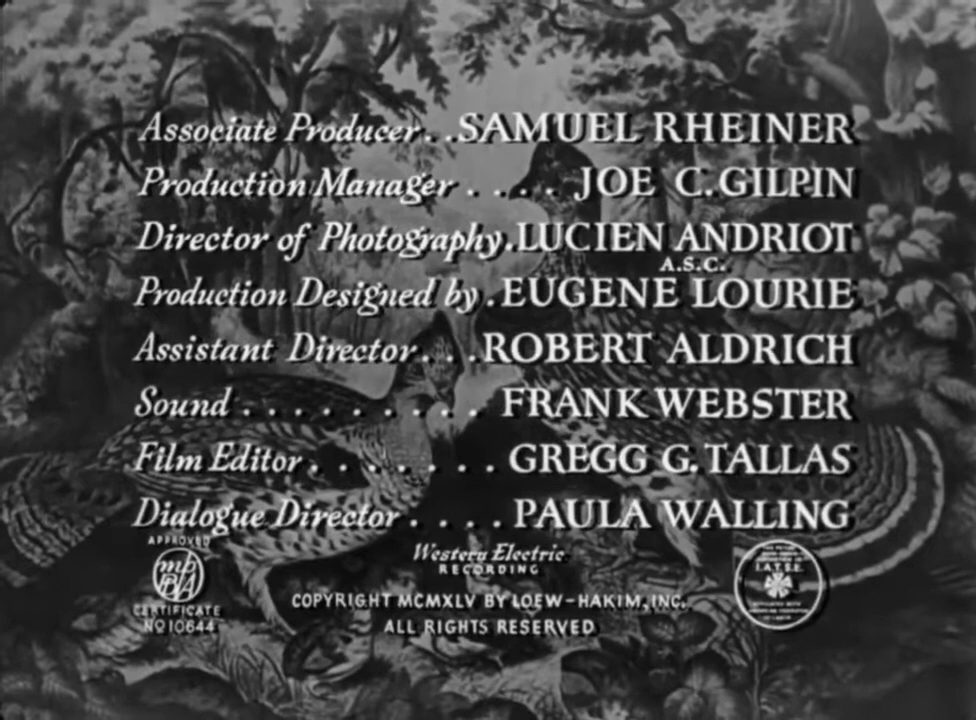 Associate Producer . . SAMUEL RHEINER
Production Manager . . . . JOE C. GILPIN
Director of Photography . LUCIEN ANDRIOT
A.S.C.
Production Designed by . EUGENE LOURIE
Assistant Director . . . ROBERT ALDRICH
Sound . . . . . . . . . FRANK WEBSTER
Film Editor . . . . . . . GREGG G. TALLAS
Dialogue Director . . . . PAULA WALLING
APPROVED
MPPDA
CERTIFICATE
No 10644
Western Electric
RECORDING
COPYRIGHT MCMXLV BY LOEW-HAKIM, INC.
ALL RIGHTS RESERVED
I.A.T.S.E.